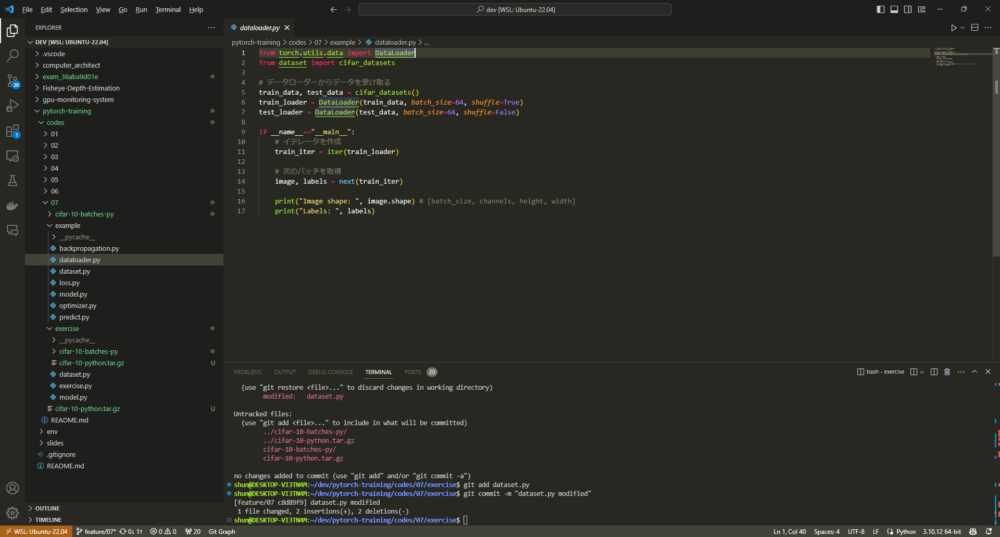 File Edit Selection View Go Run Terminal Help
dev [WSL: Ubuntu-22.04]
EXPLORER
DEV [WSL: UBUNTU-22.04]
.vscode
computer_architect
exam_36aba9d01e
Fisheye-Depth-Estimation
gpu-monitoring-system
pytorch-training
codes
01
02
03
04
05
06
07
cifar-10-batches-py
example
__pycache__
backpropagation.py
dataloader.py
dataset.py
loss.py
model.py
optimizer.py
predict.py
exercise
__pycache__
cifar-10-batches-py
cifar-10-python.tar.gz U
dataset.py
exercise.py
model.py
cifar-10-python.tar.gz U
README.md
env
slides
.gitignore
README.md
OUTLINE
TIMELINE
20
1
dataloader.py
pytorch-training > codes > 07 > example > dataloader.py > ...
1 from torch.utils.data import DataLoader
2 from dataset import cifar_datasets
3
4 # データローダーからデータを受け取る
5 train_data, test_data = cifar_datasets()
6 train_loader = DataLoader(train_data, batch_size=64, shuffle=True)
7 test_loader = DataLoader(test_data, batch_size=64, shuffle=False)
8
9 if __name__=="__main__":
10 # イテレータを作成
11 train_iter = iter(train_loader)
12
13 # 次のバッチを取得
14 image, labels = next(train_iter)
15
16 print("Image shape: ", image.shape) # [batch_size, channels, height, width]
17 print("Labels: ", labels)
PROBLEMS OUTPUT DEBUG CONSOLE TERMINAL PORTS 20
bash - exercise
(use "git restore <file>..." to discard changes in working directory)
modified: dataset.py
Untracked files:
(use "git add <file>..." to include in what will be committed)
../cifar-10-batches-py/
../cifar-10-python.tar.gz
cifar-10-batches-py/
cifar-10-python.tar.gz
no changes added to commit (use "git add" and/or "git commit -a")
shun@DESKTOP-VI3TN4M:~/dev/pytorch-training/codes/07/exercise$ git add dataset.py
shun@DESKTOP-VI3TN4M:~/dev/pytorch-training/codes/07/exercise$ git commit -m "dataset.py modified"
[feature/07 c8d89f9] dataset.py modified
1 file changed, 2 insertions(+), 2 deletions(-)
shun@DESKTOP-VI3TN4M:~/dev/pytorch-training/codes/07/exercise$
WSL: Ubuntu-22.04 feature/07* 0↓ 1↑ 0 0 20 Git Graph
Ln 1, Col 40 Spaces: 4 UTF-8 LF Python 3.10.12 64-bit